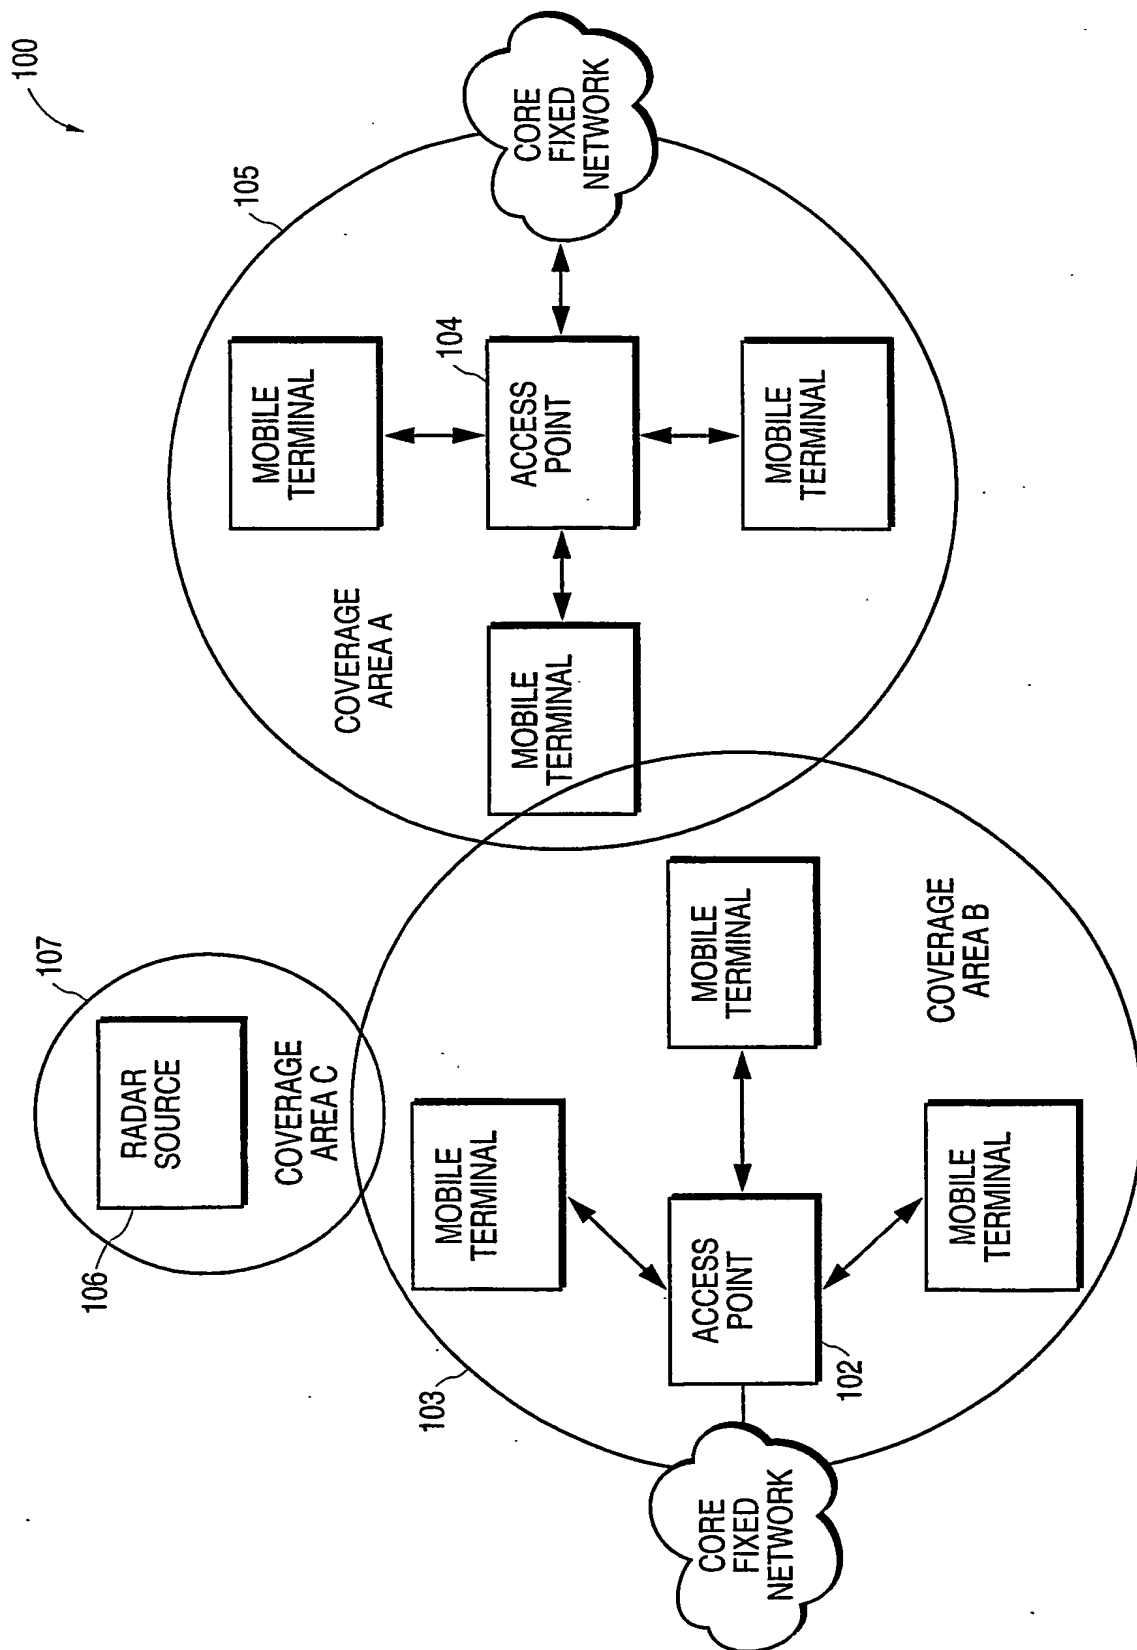 100
105
107
CORE
FIXED
NETWORK
MOBILE
TERMINAL
104
ACCESS
POINT
MOBILE
TERMINAL
COVERAGE
AREA A
MOBILE
TERMINAL
RADAR
SOURCE
COVERAGE
AREA C
106
MOBILE
TERMINAL
MOBILE
TERMINAL
COVERAGE
AREA B
103
ACCESS
POINT
102
MOBILE
TERMINAL
CORE
FIXED
NETWORK